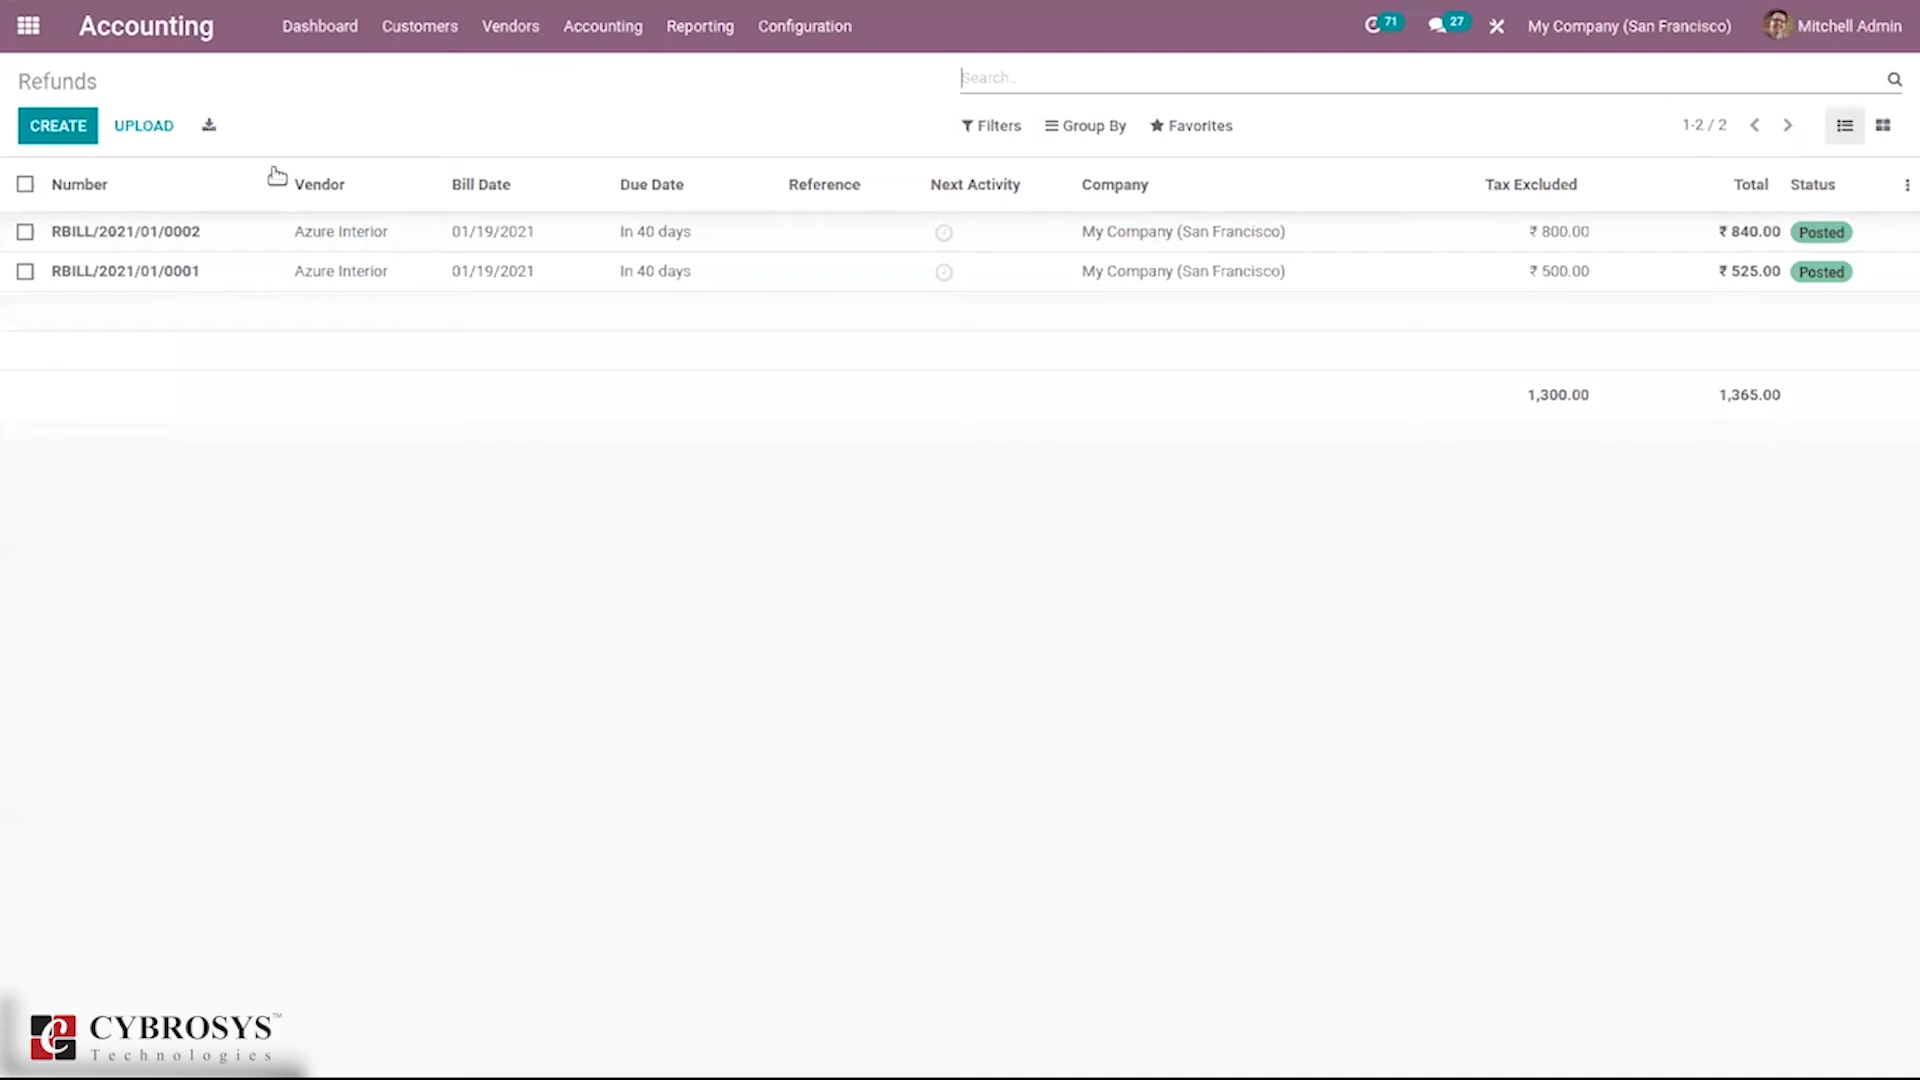 Accounting Dashboard Customers Vendors Accounting Reporting Configuration 71 27 My Company (San Francisco) Mitchell Admin
Refunds Search...
CREATE UPLOAD Filters Group By Favorites 1-2 / 2
Number Vendor Bill Date Due Date Reference Next Activity Company Tax Excluded Total Status
RBILL/2021/01/0002 Azure Interior 01/19/2021 In 40 days My Company (San Francisco) ₹ 800.00 ₹ 840.00 Posted
RBILL/2021/01/0001 Azure Interior 01/19/2021 In 40 days My Company (San Francisco) ₹ 500.00 ₹ 525.00 Posted
1,300.00 1,365.00
CYBROSYS™
Technologies